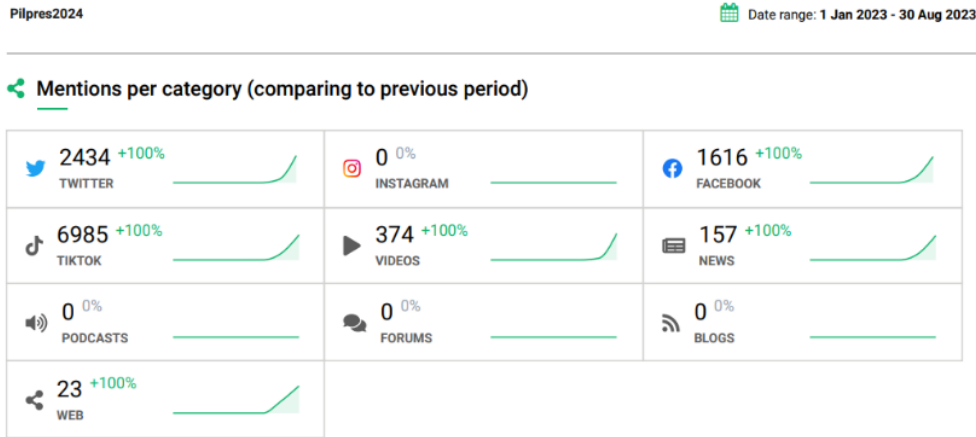 Pilpres2024
Date range: 1 Jan 2023 - 30 Aug 2023
Mentions per category (comparing to previous period)
2434 +100%
TWITTER
0 0%
INSTAGRAM
1616 +100%
FACEBOOK
6985 +100%
TIKTOK
374 +100%
VIDEOS
157 +100%
NEWS
0 0%
PODCASTS
0 0%
FORUMS
0 0%
BLOGS
23 +100%
WEB